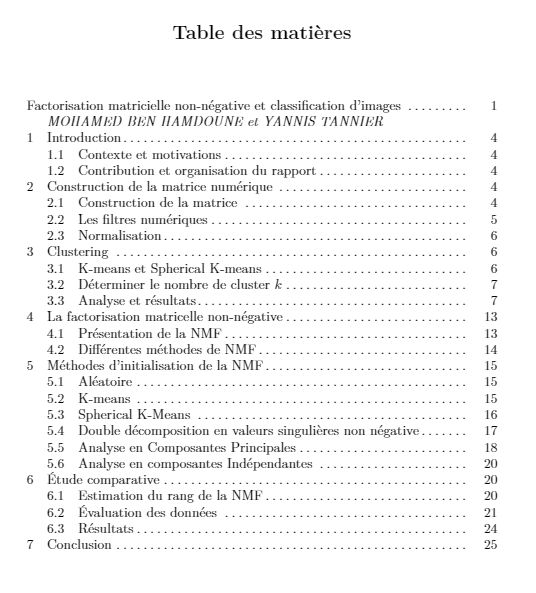 Table des matières
Factorisation matricielle non-négative et classification d'images ......... 1
MOHAMED BEN HAMDOUNE et YANNIS TANNIER
1 Introduction ......... 4
1.1 Contexte et motivations ......... 4
1.2 Contribution et organisation du rapport ......... 4
2 Construction de la matrice numérique ......... 4
2.1 Construction de la matrice ......... 4
2.2 Les filtres numériques ......... 5
2.3 Normalisation ......... 6
3 Clustering ......... 6
3.1 K-means et Spherical K-means ......... 6
3.2 Déterminer le nombre de cluster k ......... 7
3.3 Analyse et résultats ......... 7
4 La factorisation matricelle non-négative ......... 13
4.1 Présentation de la NMF ......... 13
4.2 Différentes méthodes de NMF ......... 14
5 Méthodes d'initialisation de la NMF ......... 15
5.1 Aléatoire ......... 15
5.2 K-means ......... 15
5.3 Spherical K-Means ......... 16
5.4 Double décomposition en valeurs singulières non négative ....... 17
5.5 Analyse en Composantes Principales ......... 18
5.6 Analyse en composantes Indépendantes ......... 20
6 Étude comparative ......... 20
6.1 Estimation du rang de la NMF ......... 20
6.2 Évaluation des données ......... 21
6.3 Résultats ......... 24
7 Conclusion ......... 25